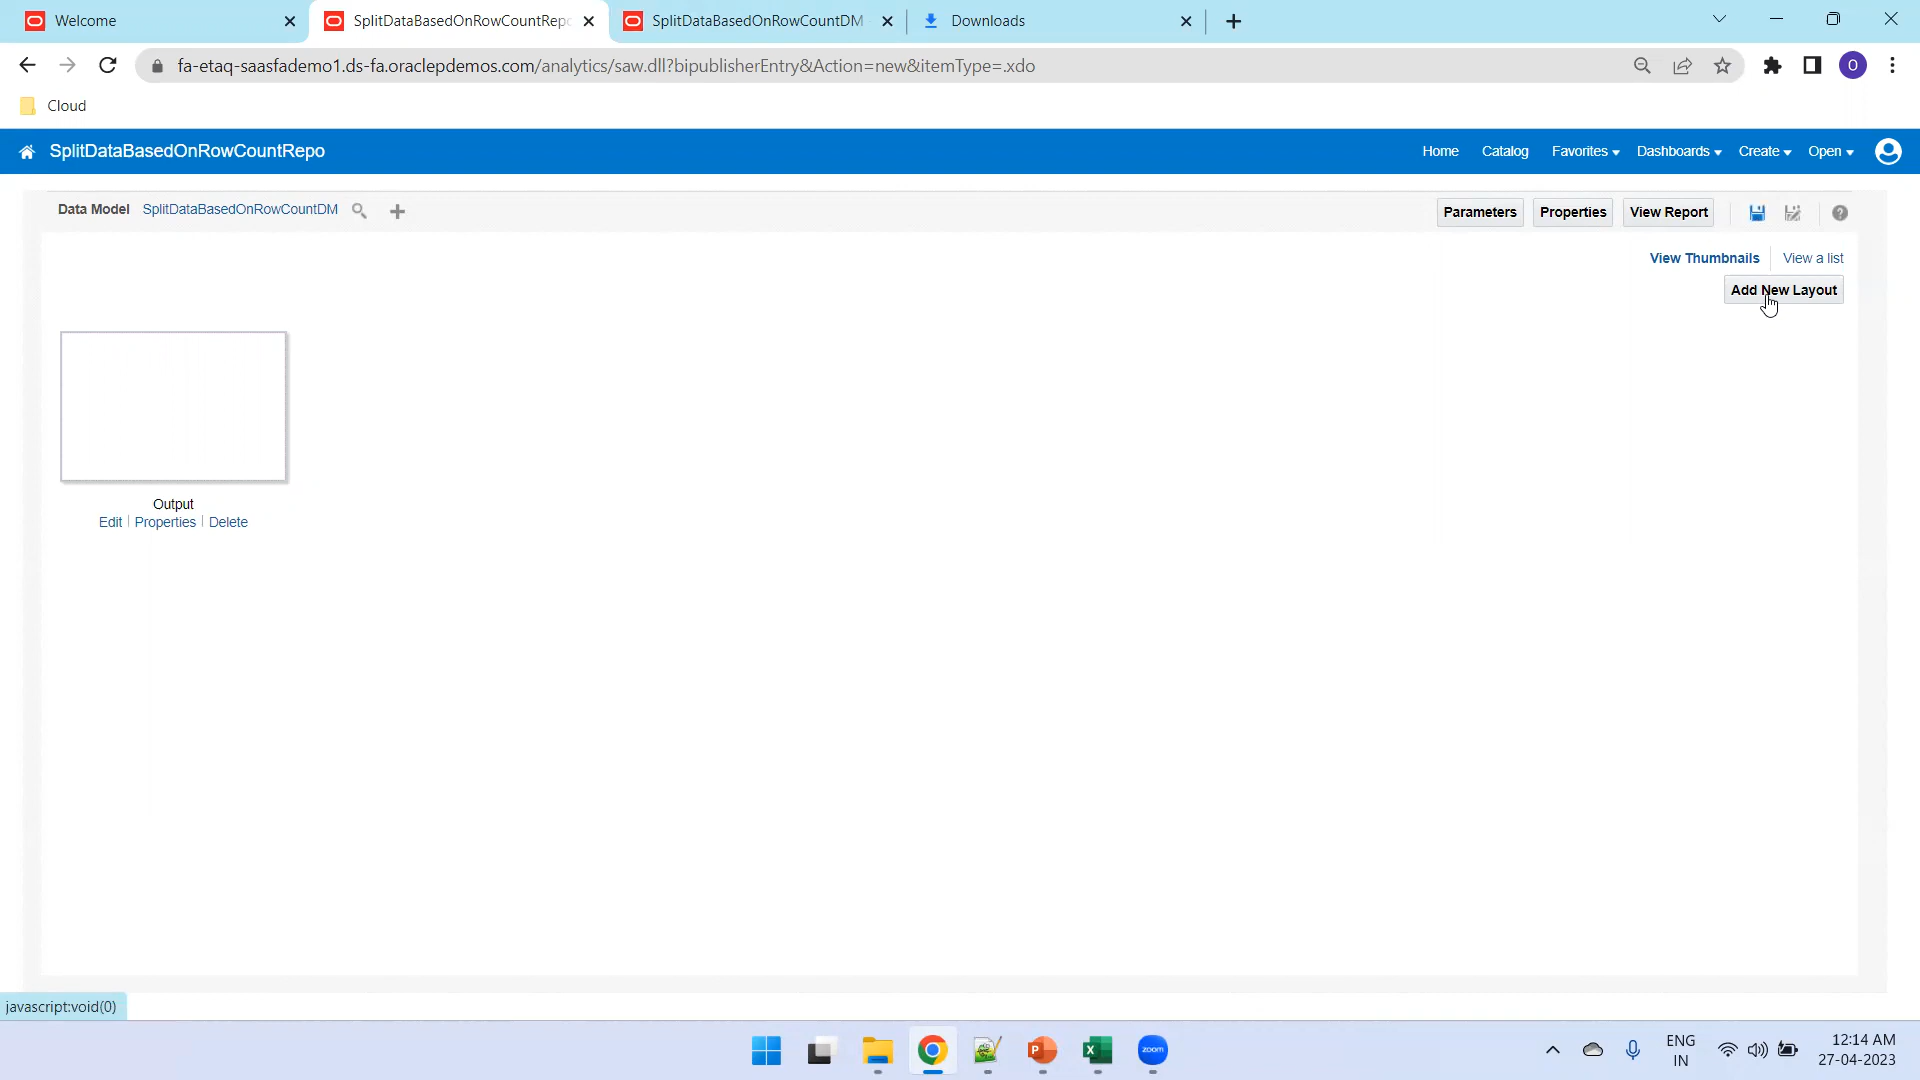 Welcome
SplitDataBasedOnRowCountRepo
SplitDataBasedOnRowCountDM
Downloads
fa-etaq-saasfademo1.ds-fa.oraclepdemos.com/analytics/saw.dll?bipublisherEntry&Action=new&itemType=.xdo
O
Cloud
SplitDataBasedOnRowCountRepo
Home Catalog Favorites Dashboards Create Open
Data Model SplitDataBasedOnRowCountDM
Parameters Properties View Report
View Thumbnails View a list
Add New Layout
Output
Edit Properties Delete
javascript:void(0)
zoom
ENG
IN
12:14 AM
27-04-2023